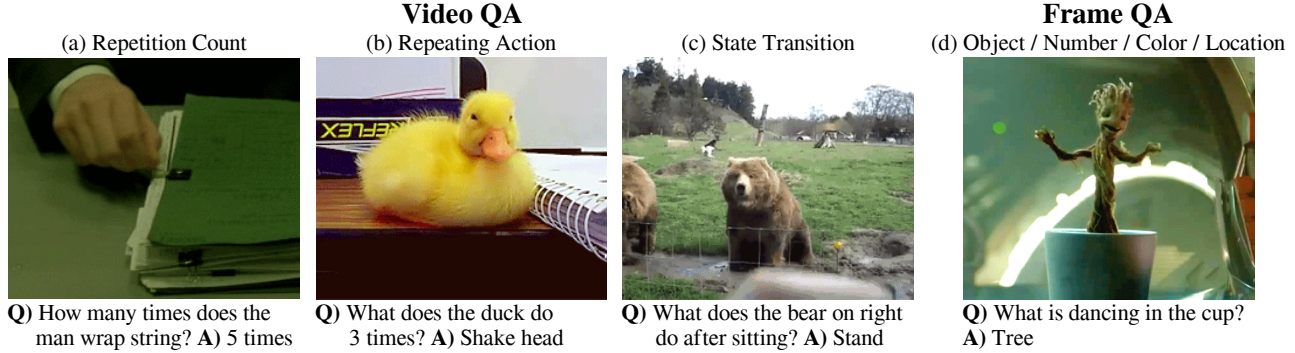 Video QA
Frame QA
(a) Repetition Count
(b) Repeating Action
(c) State Transition
(d) Object / Number / Color / Location
REFLEX
Q) How many times does the
man wrap string? A) 5 times
Q) What does the duck do
3 times? A) Shake head
Q) What does the bear on right
do after sitting? A) Stand
Q) What is dancing in the cup?
A) Tree